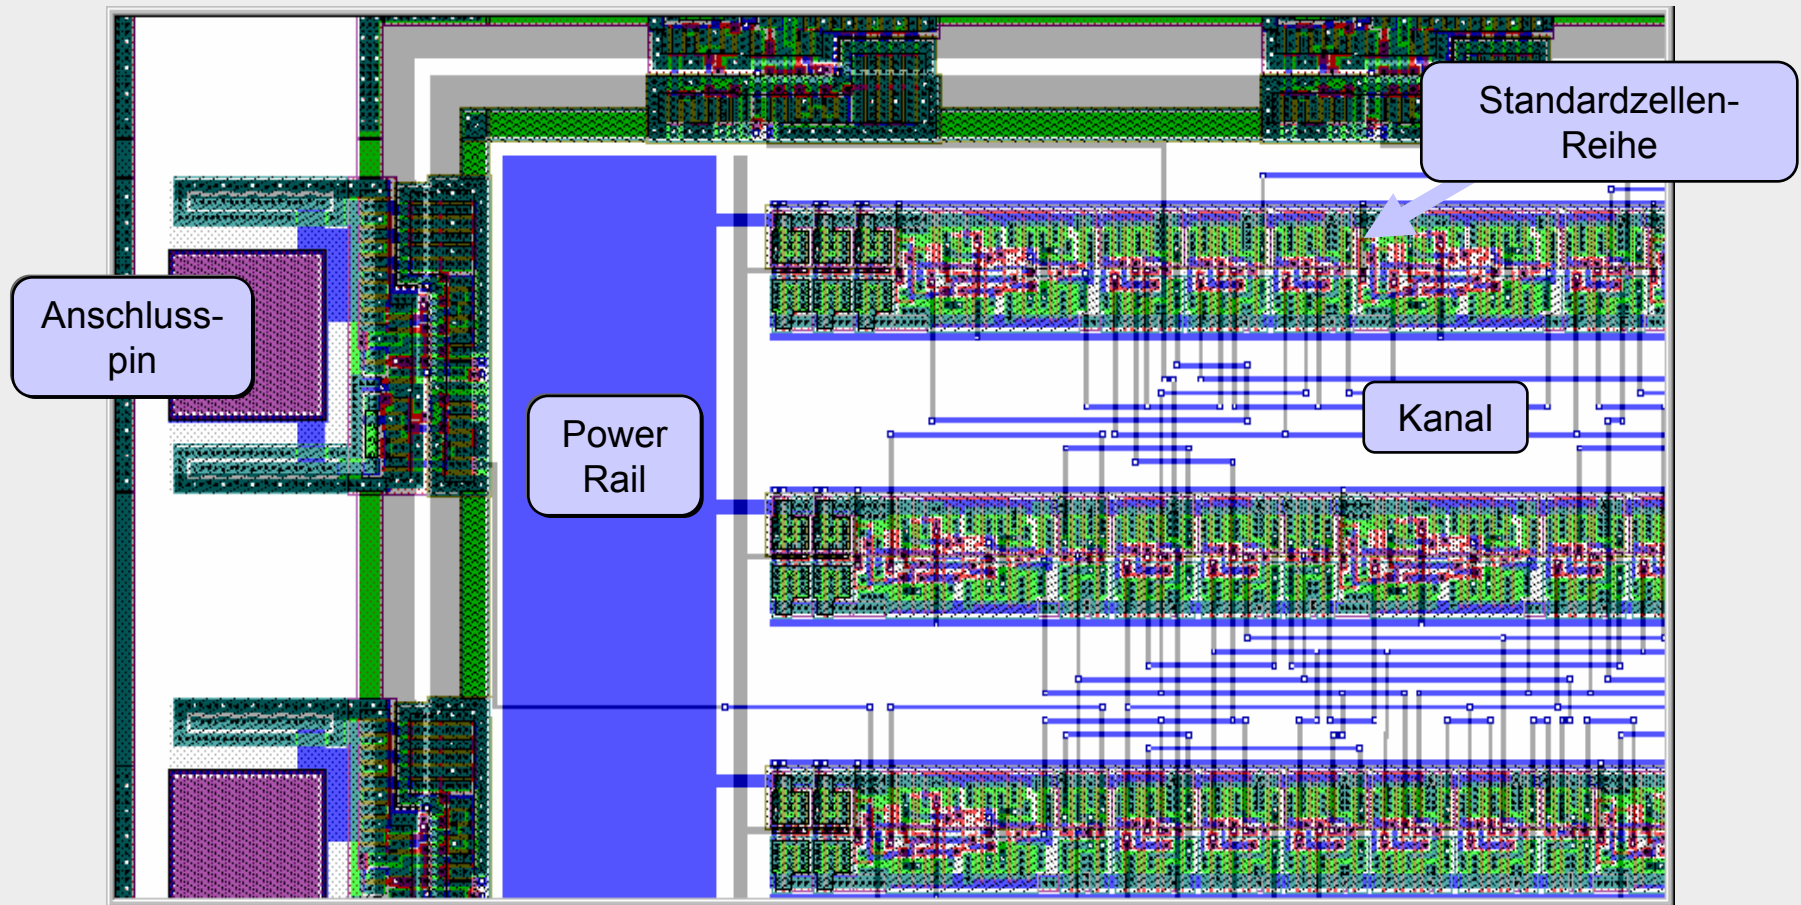 Standardzellen-
Reihe
Anschluss-
pin
Power
Rail
Kanal